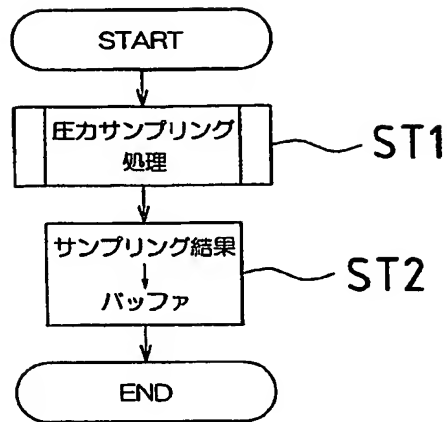 START
圧力サンプリング
処理
ST1
サンプリング結果
↓
バッファ
ST2
END